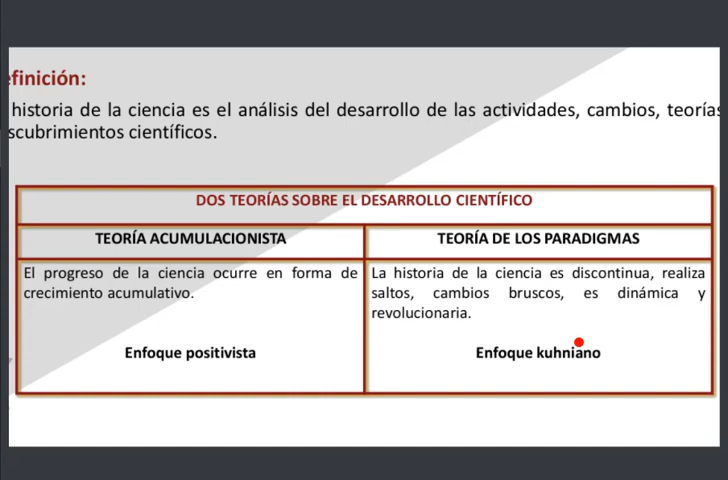 finición:
historia de la ciencia es el análisis del desarrollo de las actividades, cambios, teorías
scubrimientos científicos.
DOS TEORÍAS SOBRE EL DESARROLLO CIENTÍFICO
TEORÍA ACUMULACIONISTA
TEORÍA DE LOS PARADIGMAS
El progreso de la ciencia ocurre en forma de
crecimiento acumulativo.
Enfoque positivista
La historia de la ciencia es discontinua, realiza
saltos, cambios bruscos, es dinámica y
revolucionaria.
Enfoque kuhniano